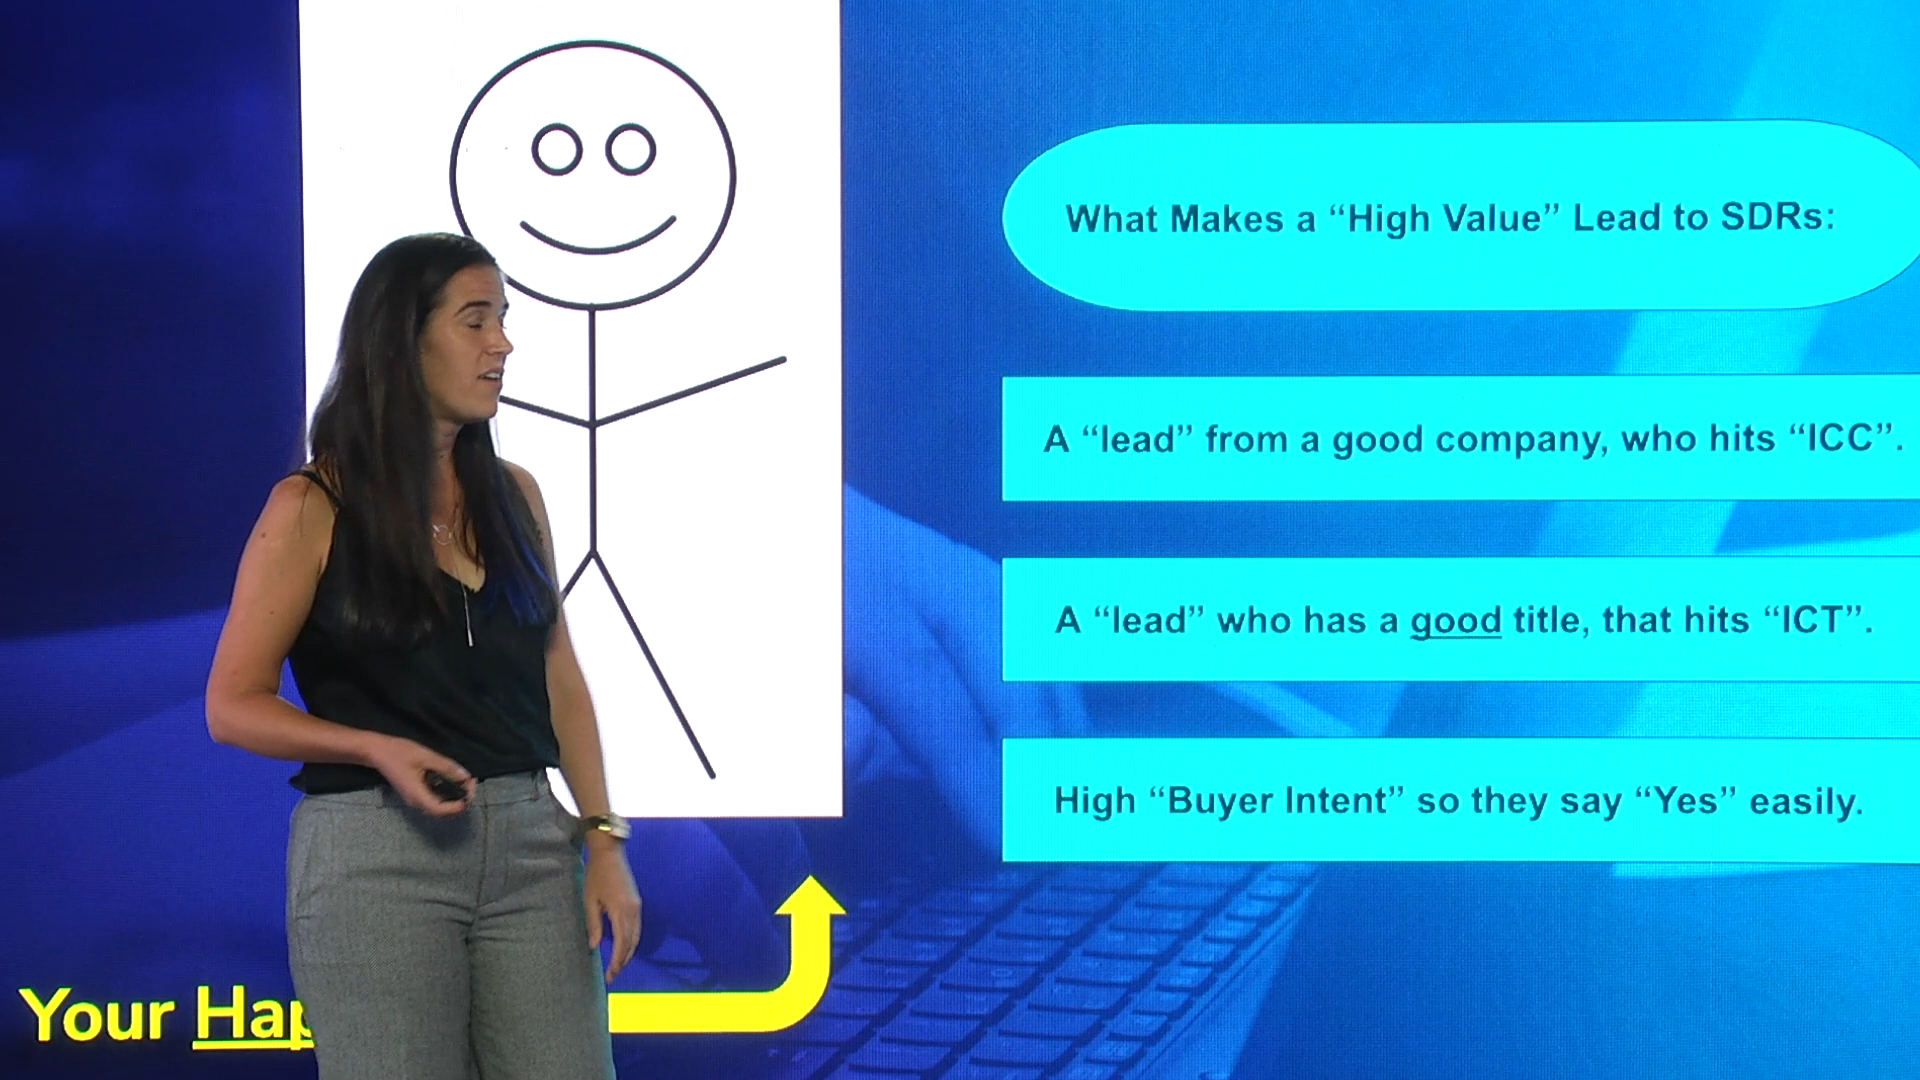 What Makes a “High Value” Lead to SDRs:
A “lead” from a good company, who hits “ICC”.
A “lead” who has a good title, that hits “ICT”.
High “Buyer Intent” so they say “Yes” easily.
Your